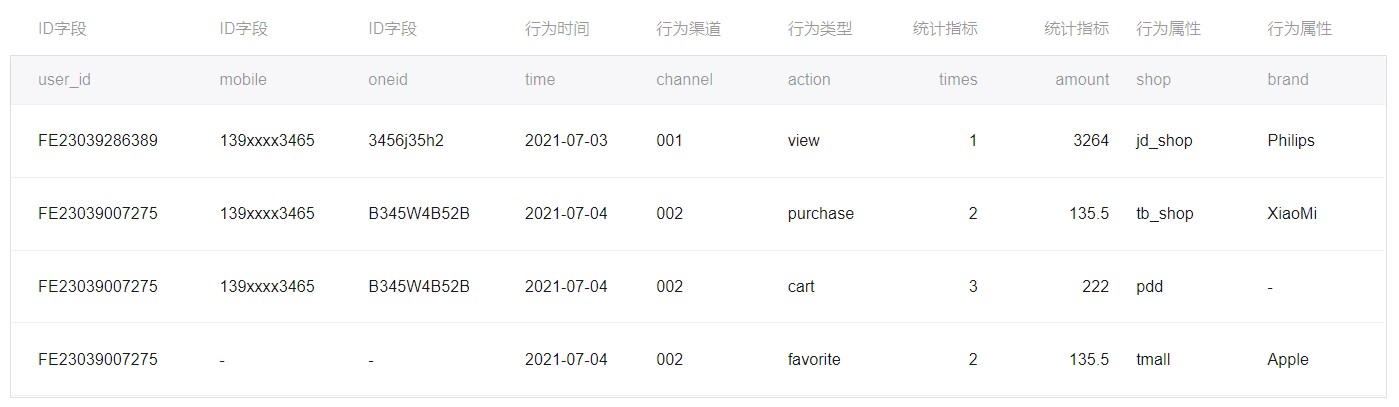 ID字段 ID字段 ID字段 行为时间 行为渠道 行为类型 统计指标 统计指标 行为属性 行为属性
user_id mobile oneid time channel action times amount shop brand
FE23039286389 139xxxx3465 3456j35h2 2021-07-03 001 view 1 3264 jd_shop Philips
FE23039007275 139xxxx3465 B345W4B52B 2021-07-04 002 purchase 2 135.5 tb_shop XiaoMi
FE23039007275 139xxxx3465 B345W4B52B 2021-07-04 002 cart 3 222 pdd -
FE23039007275 - - 2021-07-04 002 favorite 2 135.5 tmall Apple